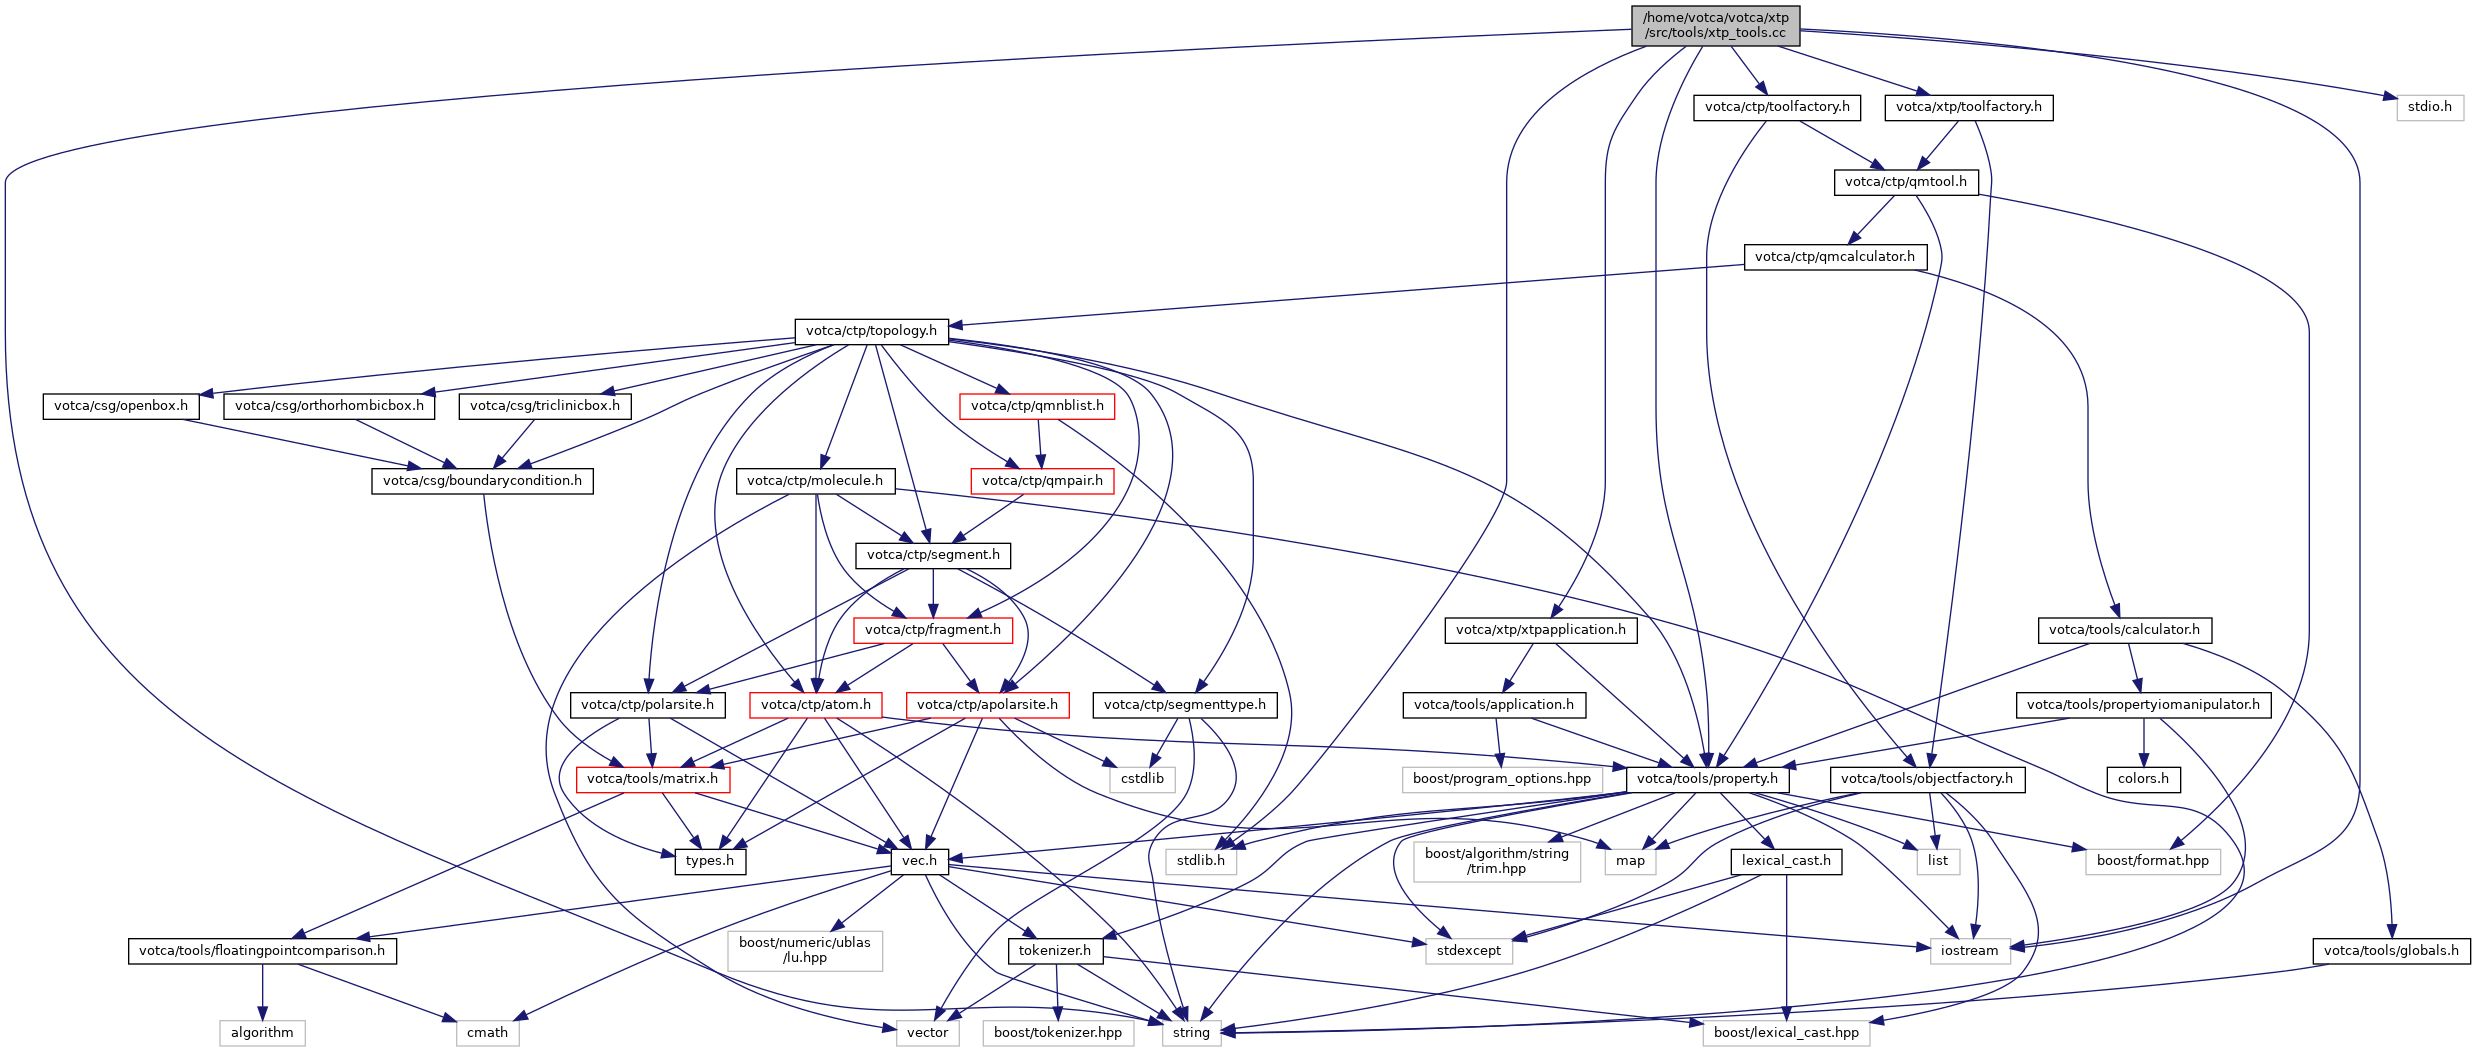 /home/votca/votca/xtp
/src/tools/xtp_tools.cc
votca/ctp/toolfactory.h
votca/xtp/toolfactory.h
stdio.h
votca/ctp/qmtool.h
votca/ctp/qmcalculator.h
votca/ctp/topology.h
votca/csg/openbox.h
votca/csg/orthorhombicbox.h
votca/csg/triclinicbox.h
votca/ctp/qmnblist.h
votca/csg/boundarycondition.h
votca/ctp/molecule.h
votca/ctp/qmpair.h
votca/ctp/segment.h
votca/ctp/fragment.h
votca/xtp/xtpapplication.h
votca/tools/calculator.h
votca/ctp/polarsite.h
votca/ctp/atom.h
votca/ctp/apolarsite.h
votca/ctp/segmenttype.h
votca/tools/application.h
votca/tools/propertyiomanipulator.h
votca/tools/matrix.h
cstdlib
boost/program_options.hpp
votca/tools/property.h
votca/tools/objectfactory.h
colors.h
types.h
vec.h
stdlib.h
boost/algorithm/string
/trim.hpp
map
lexical_cast.h
list
boost/format.hpp
votca/tools/floatingpointcomparison.h
boost/numeric/ublas
/lu.hpp
tokenizer.h
stdexcept
iostream
votca/tools/globals.h
algorithm
cmath
vector
boost/tokenizer.hpp
string
boost/lexical_cast.hpp